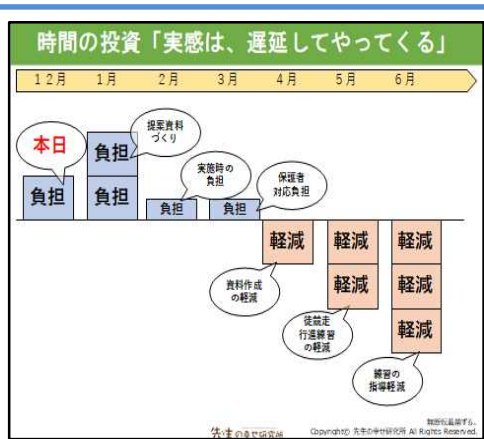 時間の投資「実感は、遅延してやってくる」
12月 1月 2月 3月 4月 5月 6月
本日
提案資料
づくり
負担
負担
負担
実施時の
負担
負担
保護者
対応負担
負担
軽減
軽減
軽減
資料作成
の軽減
軽減
軽減
徒競走
行進練習
の軽減
軽減
練習の
指導軽減
無断転載禁ずる。
先生の幸せ研究所
Copyright© 先生の幸せ研究所 All Rights Reserved.